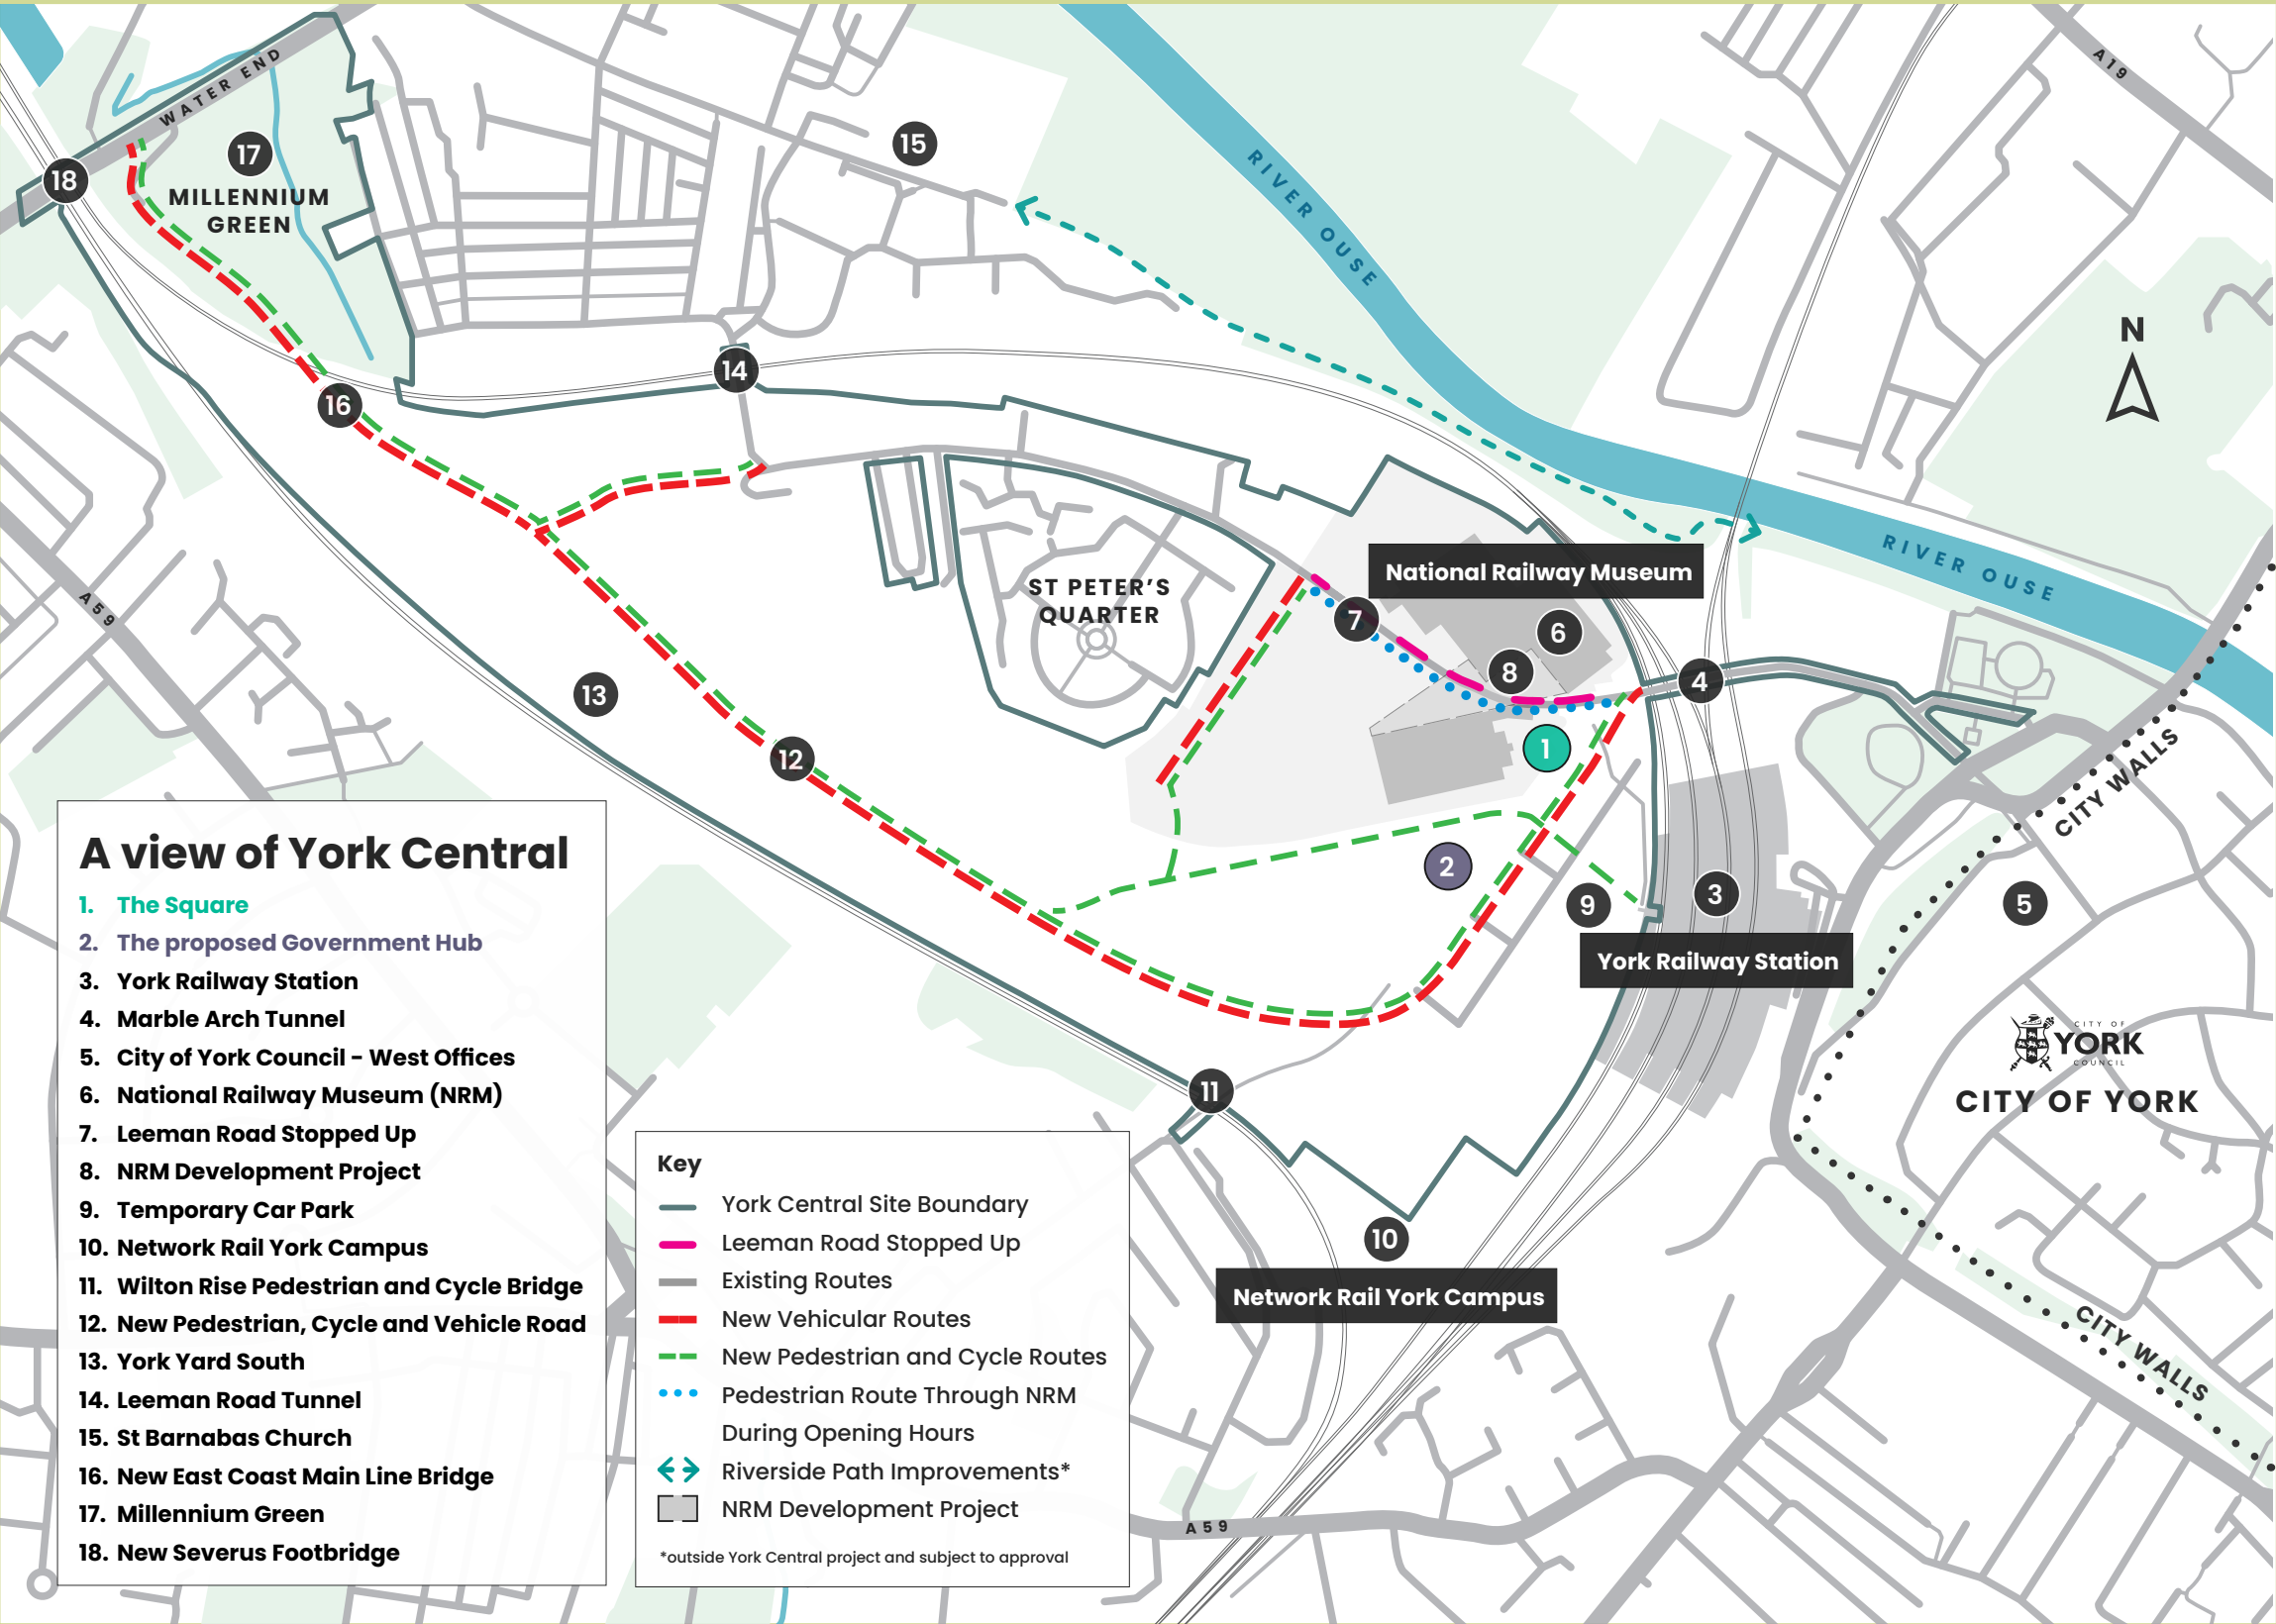 WATER END
A19
15
17
18
MILLENNIUM
GREEN
RIVER OUSE
N
14
16
RIVER OUSE
National Railway Museum
A59
ST PETER'S
QUARTER
7
6
8
4
13
1
12
CITY WALLS
2
9
3
5
York Railway Station
CITY OF
YORK
COUNCIL
CITY OF YORK
11
10
Network Rail York Campus
CITY WALLS
A59
A view of York Central
1. The Square
2. The proposed Government Hub
3. York Railway Station
4. Marble Arch Tunnel
5. City of York Council - West Offices
6. National Railway Museum (NRM)
7. Leeman Road Stopped Up
8. NRM Development Project
9. Temporary Car Park
10. Network Rail York Campus
11. Wilton Rise Pedestrian and Cycle Bridge
12. New Pedestrian, Cycle and Vehicle Road
13. York Yard South
14. Leeman Road Tunnel
15. St Barnabas Church
16. New East Coast Main Line Bridge
17. Millennium Green
18. New Severus Footbridge
Key
York Central Site Boundary
Leeman Road Stopped Up
Existing Routes
New Vehicular Routes
New Pedestrian and Cycle Routes
Pedestrian Route Through NRM
During Opening Hours
Riverside Path Improvements*
NRM Development Project
*outside York Central project and subject to approval